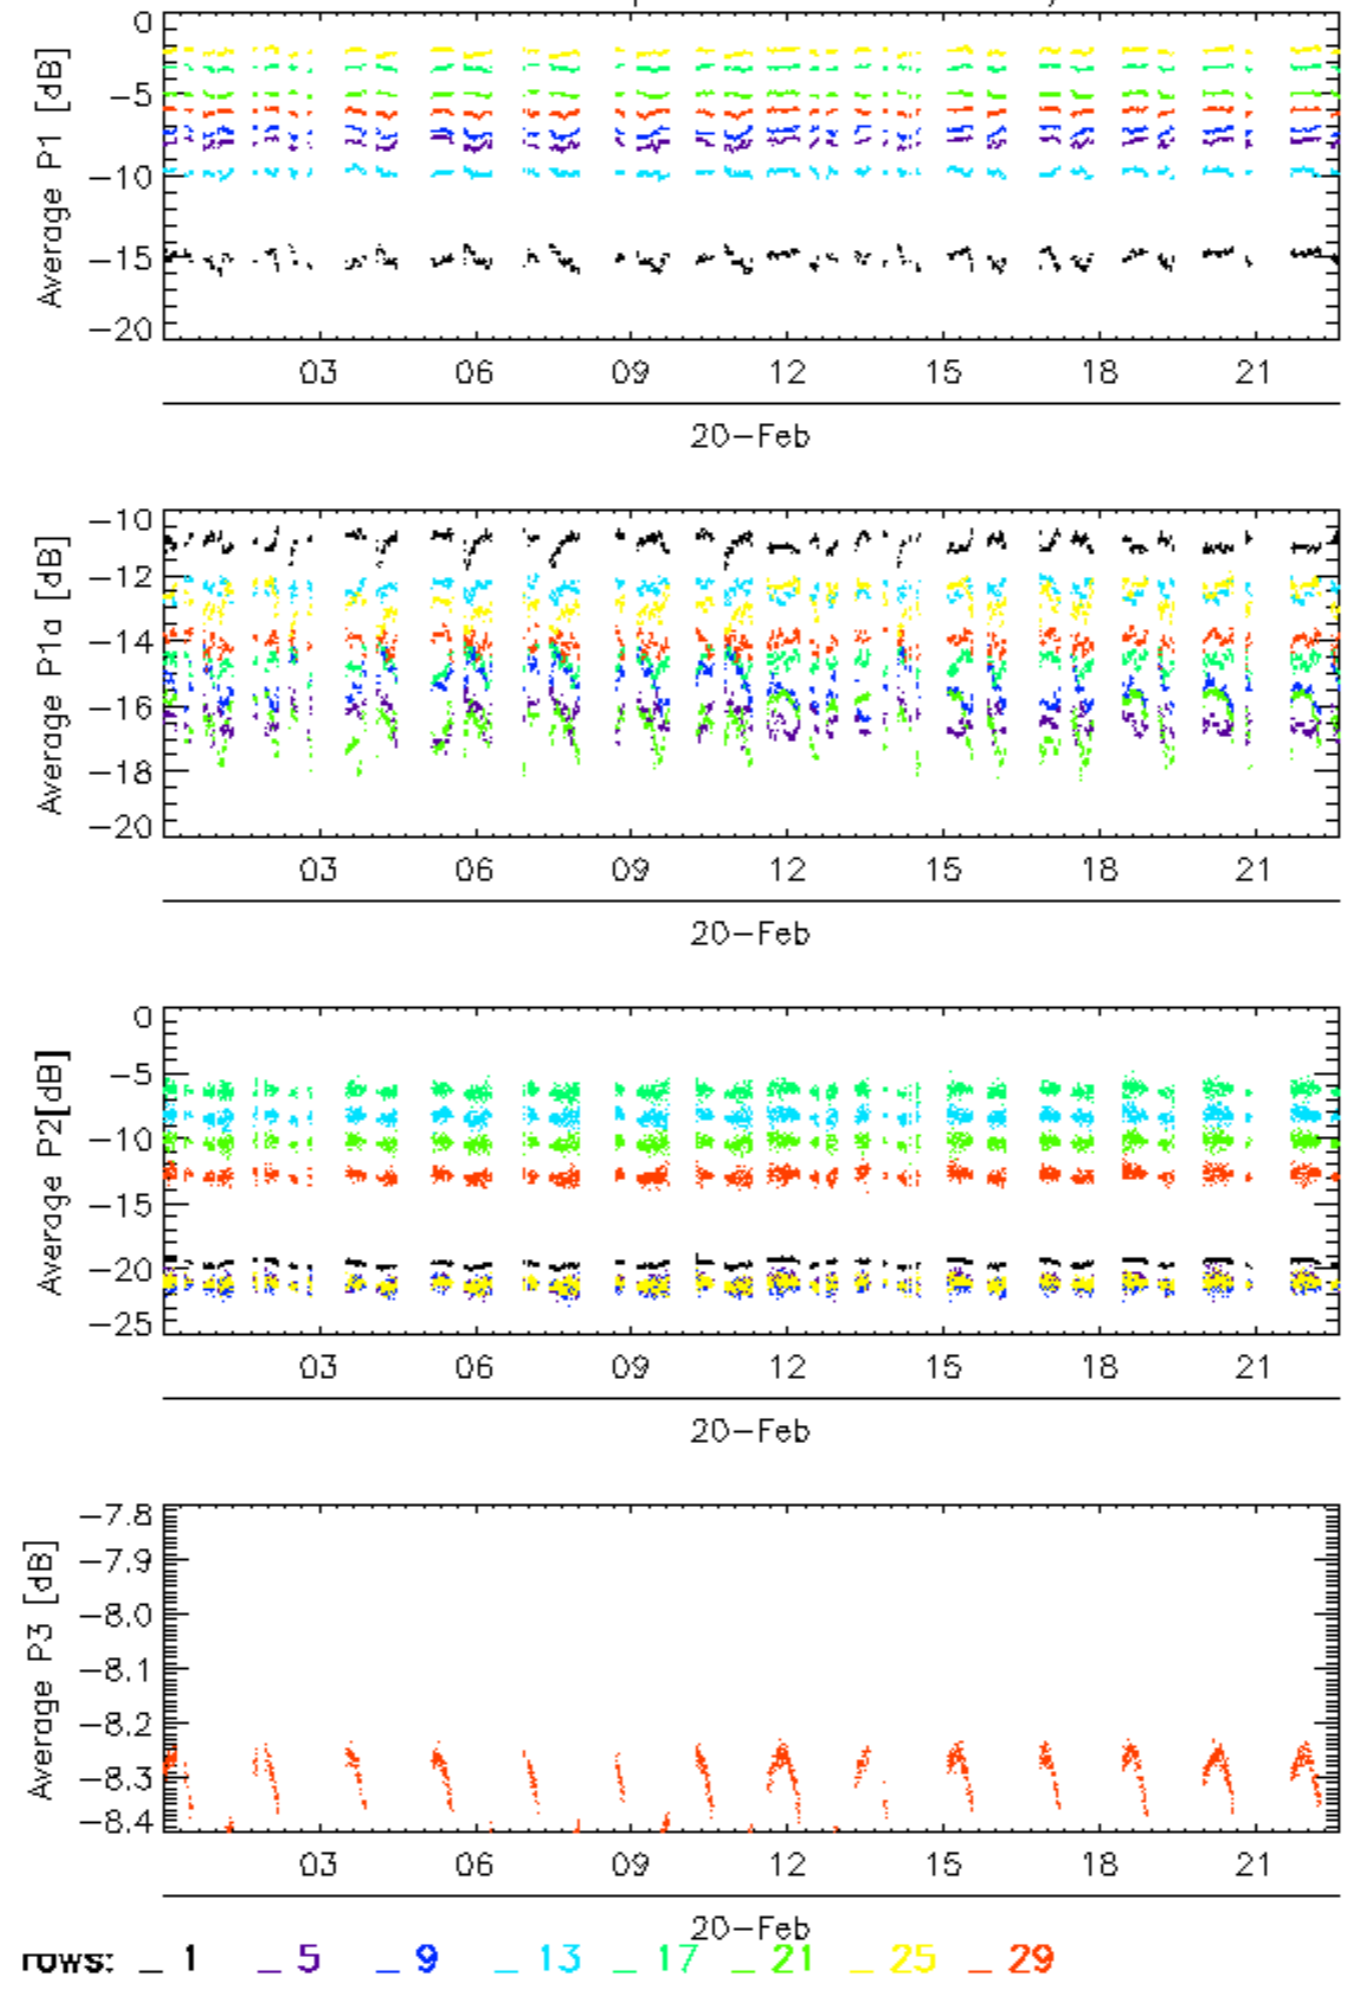 Average P1 [dB]
0
−5
−10
−15
−20
03 06 09 12 15 18 21
20−Feb
Average P1a [dB]
−10
−12
−14
−16
−18
−20
03 06 09 12 15 18 21
20−Feb
Average P2[dB]
0
−5
−10
−15
−20
−25
03 06 09 12 15 18 21
20−Feb
Average P3 [dB]
−7.8
−7.9
−8.0
−8.1
−8.2
−8.3
−8.4
03 06 09 12 15 18 21
20−Feb
rows: _ 1 _ 5 _ 9 _ 13 _ 17 _ 21 _ 25 _ 29